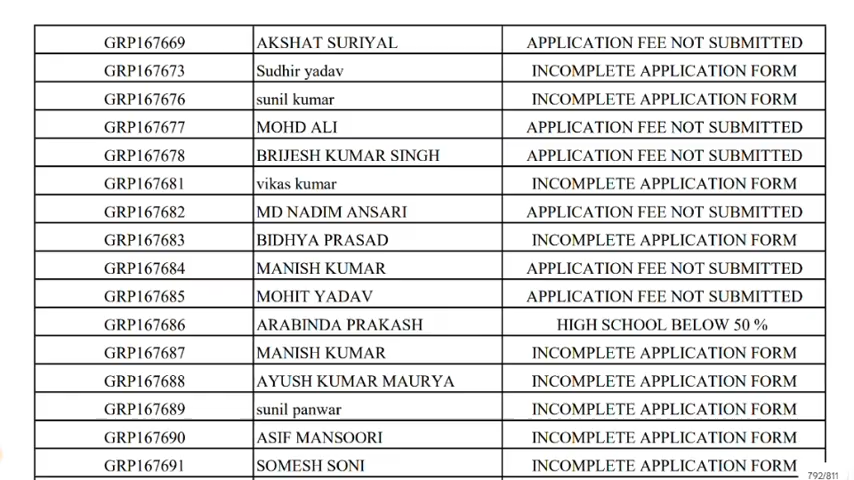 GRP167669 AKSHAT SURIYAL APPLICATION FEE NOT SUBMITTED
GRP167673 Sudhir yadav INCOMPLETE APPLICATION FORM
GRP167676 sunil kumar INCOMPLETE APPLICATION FORM
GRP167677 MOHD ALI APPLICATION FEE NOT SUBMITTED
GRP167678 BRIJESH KUMAR SINGH APPLICATION FEE NOT SUBMITTED
GRP167681 vikas kumar INCOMPLETE APPLICATION FORM
GRP167682 MD NADIM ANSARI APPLICATION FEE NOT SUBMITTED
GRP167683 BIDHYA PRASAD INCOMPLETE APPLICATION FORM
GRP167684 MANISH KUMAR APPLICATION FEE NOT SUBMITTED
GRP167685 MOHIT YADAV APPLICATION FEE NOT SUBMITTED
GRP167686 ARABINDA PRAKASH HIGH SCHOOL BELOW 50 %
GRP167687 MANISH KUMAR INCOMPLETE APPLICATION FORM
GRP167688 AYUSH KUMAR MAURYA INCOMPLETE APPLICATION FORM
GRP167689 sunil panwar INCOMPLETE APPLICATION FORM
GRP167690 ASIF MANSOORI INCOMPLETE APPLICATION FORM
GRP167691 SOMESH SONI INCOMPLETE APPLICATION FORM
792/811